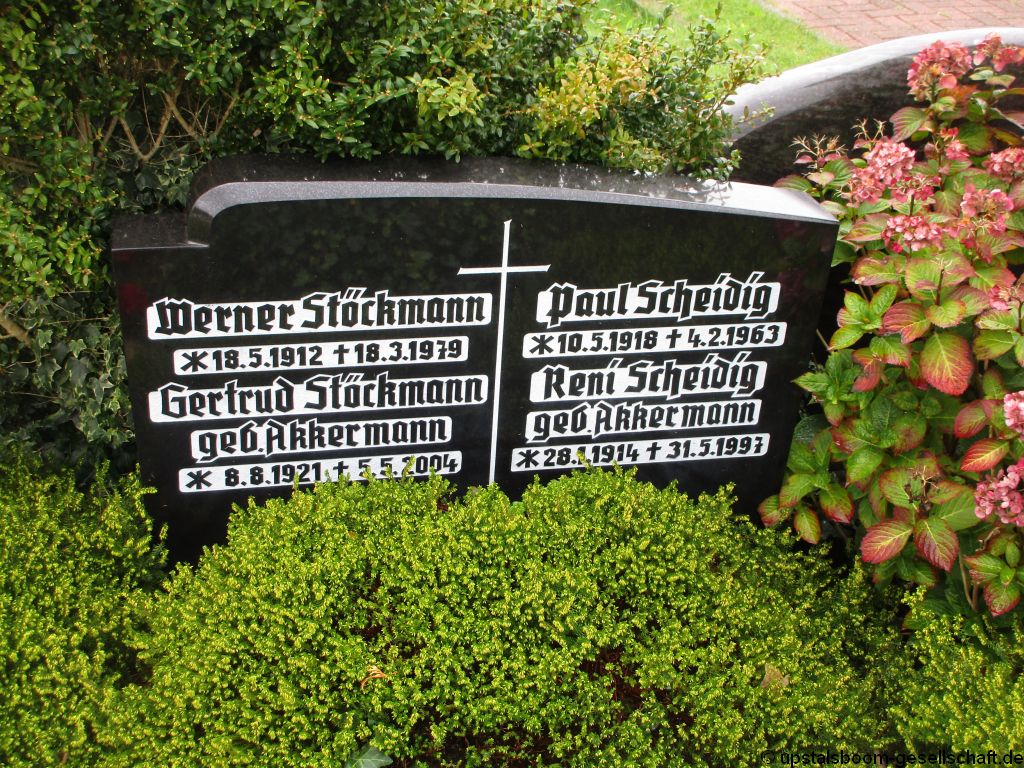 Werner Stöckmann
* 18.5.1912 † 18.3.1979
Gertrud Stöckmann
geb. Akkermann
* 8.8.1921 † 5.5.2004
Paul Scheidig
* 10.5.1918 † 4.2.1963
Reni Scheidig
geb. Akkermann
* 28.1.1914 † 31.5.1997
© upstalsboom-gesellschaft.de